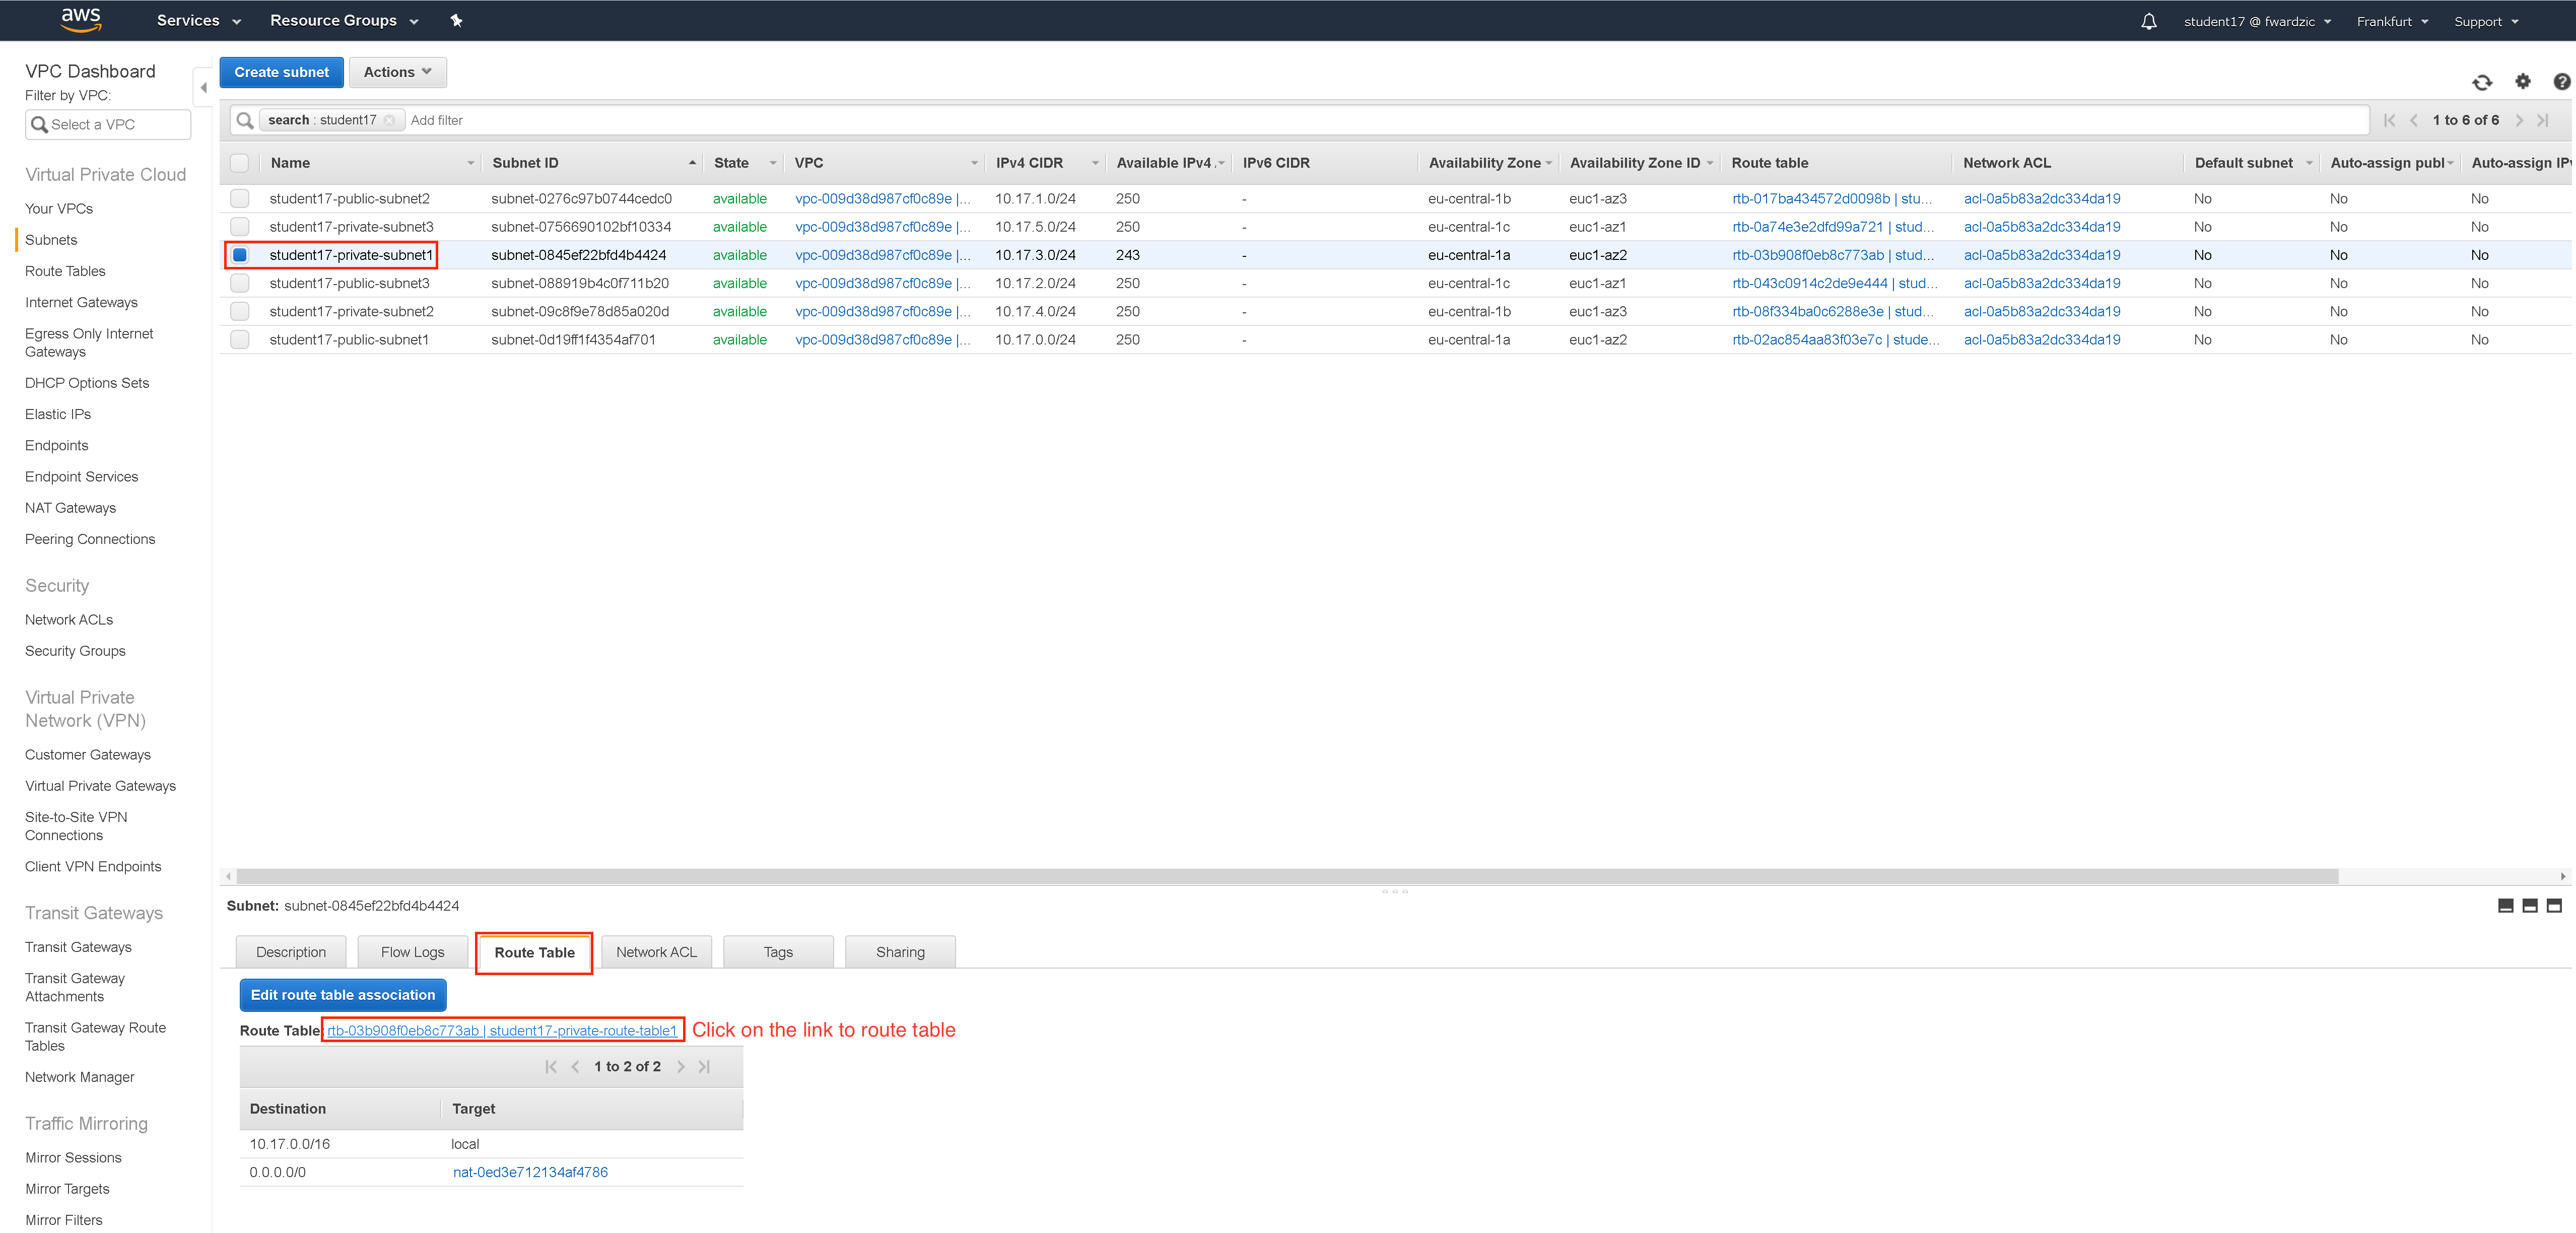 aws Services Resource Groups student17 @ fwardzic Frankfurt Support
VPC Dashboard
Filter by VPC:
Select a VPC
Virtual Private Cloud
Your VPCs
Subnets
Route Tables
Internet Gateways
Egress Only Internet
Gateways
DHCP Options Sets
Elastic IPs
Endpoints
Endpoint Services
NAT Gateways
Peering Connections
Security
Network ACLs
Security Groups
Virtual Private
Network (VPN)
Customer Gateways
Virtual Private Gateways
Site-to-Site VPN
Connections
Client VPN Endpoints
Transit Gateways
Transit Gateways
Transit Gateway
Attachments
Transit Gateway Route
Tables
Network Manager
Traffic Mirroring
Mirror Sessions
Mirror Targets
Mirror Filters
Create subnet Actions
search : student17 Add filter 1 to 6 of 6
Name Subnet ID State VPC IPv4 CIDR Available IPv4 IPv6 CIDR Availability Zone Availability Zone ID Route table Network ACL Default subnet Auto-assign publ Auto-assign IPv
student17-public-subnet2 subnet-0276c97b0744cedc0 available vpc-009d38d987cf0c89e |... 10.17.1.0/24 250 - eu-central-1b euc1-az3 rtb-017ba434572d0098b | stu... acl-0a5b83a2dc334da19 No No No
student17-private-subnet3 subnet-0756690102bf10334 available vpc-009d38d987cf0c89e |... 10.17.5.0/24 250 - eu-central-1c euc1-az1 rtb-0a74e3e2dfd99a721 | stud... acl-0a5b83a2dc334da19 No No No
student17-private-subnet1 subnet-0845ef22bfd4b4424 available vpc-009d38d987cf0c89e |... 10.17.3.0/24 243 - eu-central-1a euc1-az2 rtb-03b908f0eb8c773ab | stud... acl-0a5b83a2dc334da19 No No No
student17-public-subnet3 subnet-088919b4c0f711b20 available vpc-009d38d987cf0c89e |... 10.17.2.0/24 250 - eu-central-1c euc1-az1 rtb-043c0914c2de9e444 | stud... acl-0a5b83a2dc334da19 No No No
student17-private-subnet2 subnet-09c8f9e78d85a020d available vpc-009d38d987cf0c89e |... 10.17.4.0/24 250 - eu-central-1b euc1-az3 rtb-08f334ba0c6288e3e | stud... acl-0a5b83a2dc334da19 No No No
student17-public-subnet1 subnet-0d19ff1f4354af701 available vpc-009d38d987cf0c89e |... 10.17.0.0/24 250 - eu-central-1a euc1-az2 rtb-02ac854aa83f03e7c | stude... acl-0a5b83a2dc334da19 No No No
Subnet: subnet-0845ef22bfd4b4424
Description Flow Logs Route Table Network ACL Tags Sharing
Edit route table association
Route Table: rtb-03b908f0eb8c773ab | student17-private-route-table1 Click on the link to route table
1 to 2 of 2
Destination Target
10.17.0.0/16 local
0.0.0.0/0 nat-0ed3e712134af4786